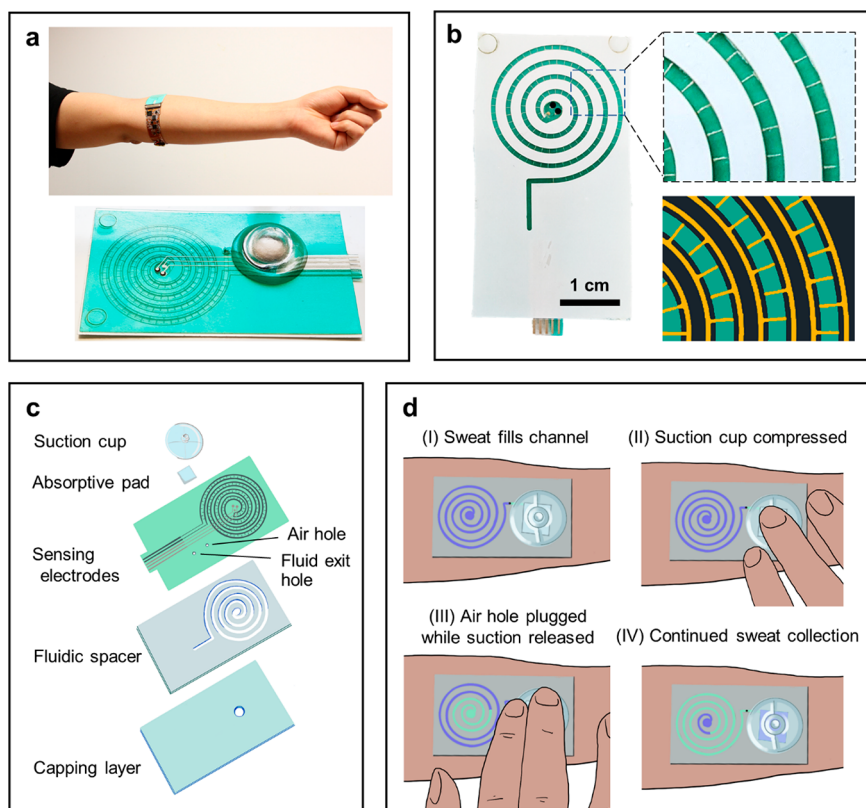 a
b
1 cm
c
Suction cup
Absorptive pad
Air hole
Fluid exit
hole
Sensing
electrodes
Fluidic spacer
Capping layer
d
(I) Sweat fills channel
(II) Suction cup compressed
(III) Air hole plugged
while suction released
(IV) Continued sweat collection